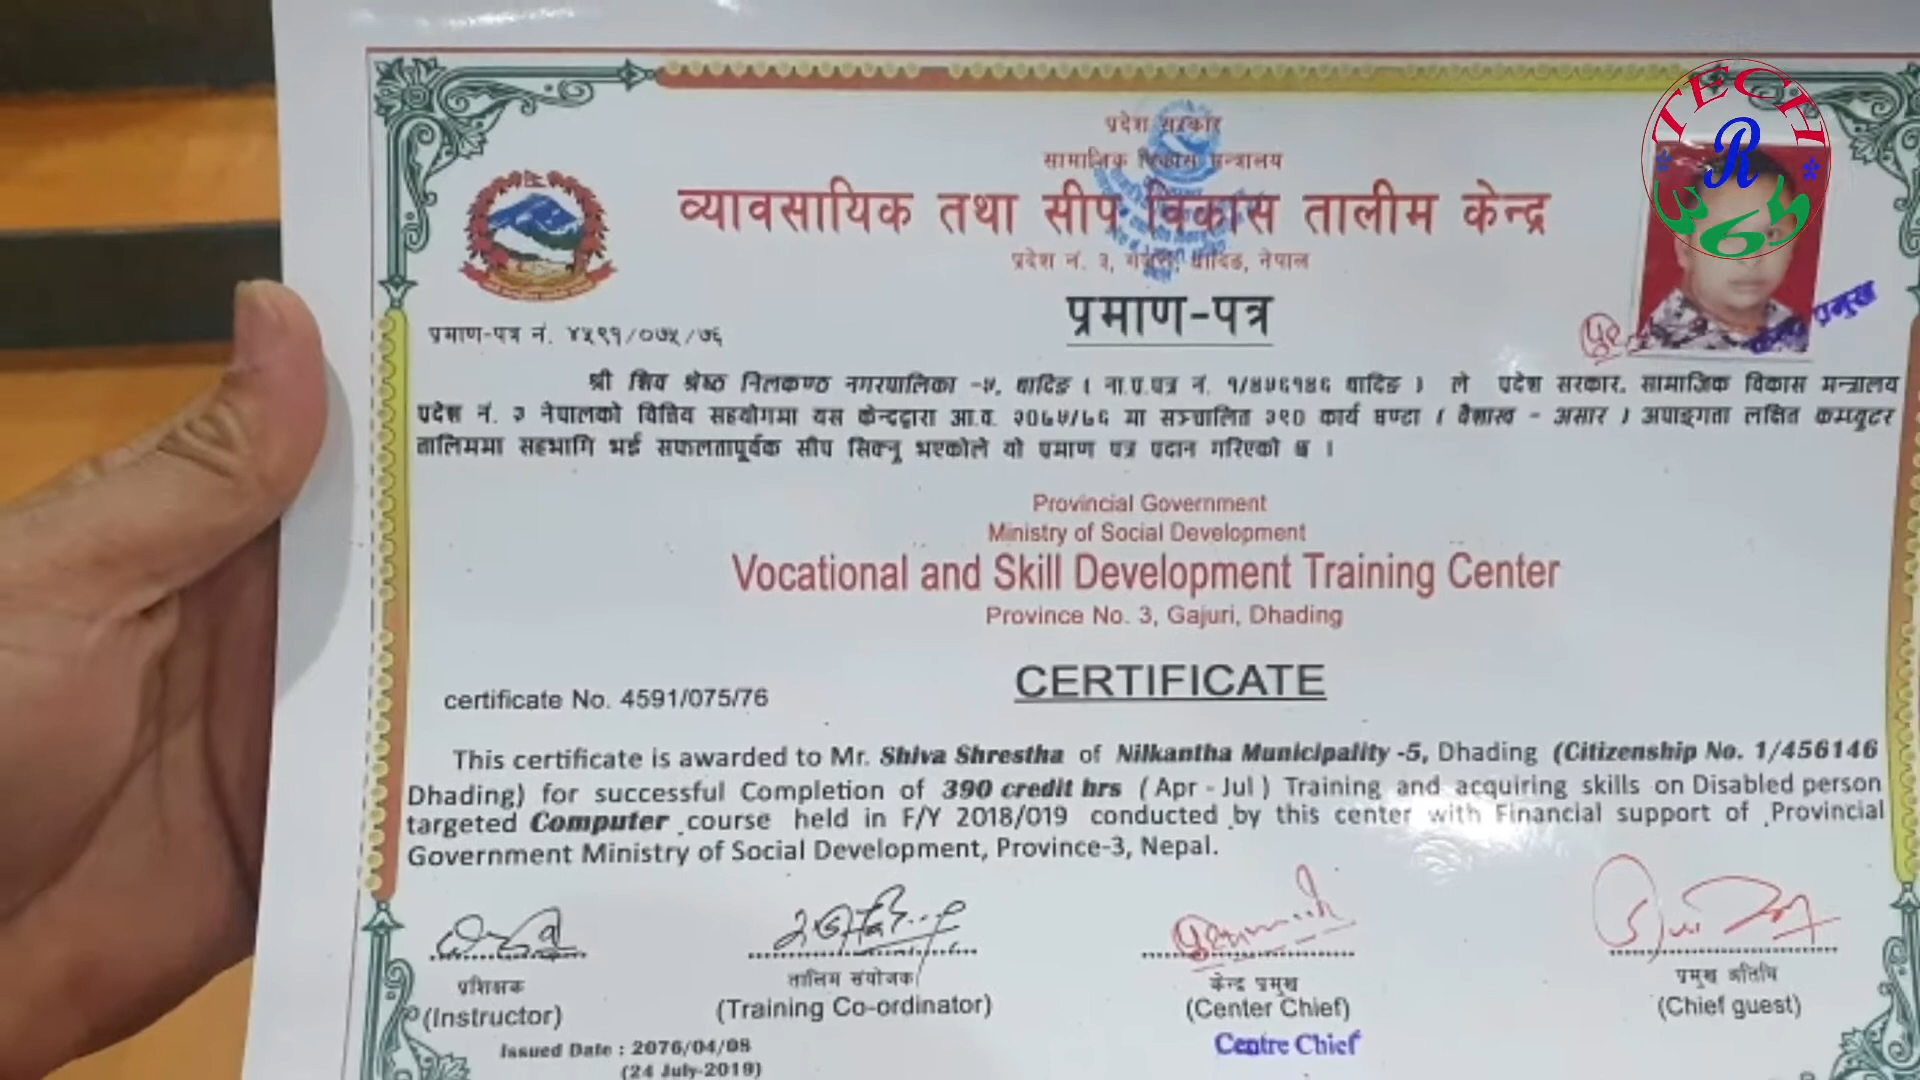 प्रदेश सरकार
सामाजिक विकास मन्त्रालय
व्यावसायिक तथा सीप विकास तालीम केन्द्र
प्रदेश नं. ३, गजुरी, धादिङ, नेपाल
TECH R 365
प्रमाण-पत्र
प्रमुख
प्रमाण-पत्र नं. ४५९१/०७५/७६
श्री शिव श्रेष्ठ निलकण्ठ नगरपालिका -५, धादिङ ( ना.प्र.पत्र नं. १/४५६१४६ धादिङ ) ले प्रदेश सरकार, सामाजिक विकास मन्त्रालय
प्रदेश नं. ३ नेपालको वित्तिय सहयोगमा यस केन्द्रद्वारा आ.व. २०७५/७६ मा सञ्चालित ३९० कार्य घण्टा ( वैशाख - असार ) अपाङ्गता लक्षित कम्प्यूटर
तालिममा सहभागि भई सफलतापूर्वक सीप सिक्नु भएकोले यो प्रमाण पत्र प्रदान गरिएको छ ।
Provincial Government
Ministry of Social Development
Vocational and Skill Development Training Center
Province No. 3, Gajuri, Dhading
CERTIFICATE
certificate No. 4591/075/76
This certificate is awarded to Mr. Shiva Shrestha of Nilkantha Municipality -5, Dhading (Citizenship No. 1/456146
Dhading) for successful Completion of 390 credit hrs ( Apr - Jul ) Training and acquiring skills on Disabled person
targeted Computer course held in F/Y 2018/019 conducted by this center with Financial support of Provincial
Government Ministry of Social Development, Province-3, Nepal.
प्रशिक्षक
(Instructor)
तालिम संयोजक
(Training Co-ordinator)
केन्द्र प्रमुख
(Center Chief)
Centre Chief
प्रमुख अतिथि
(Chief guest)
Issued Date : 2076/04/08
(24 July-2019)